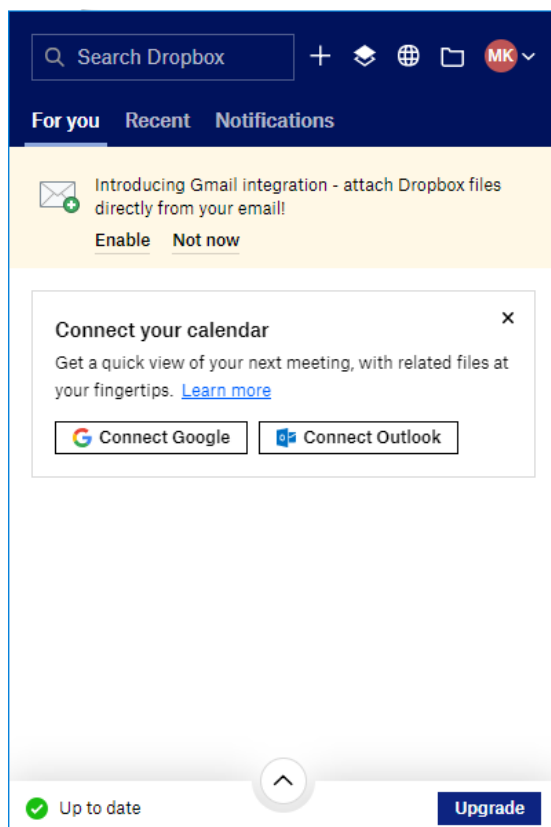 Search Dropbox
MK
For you Recent Notifications
Introducing Gmail integration - attach Dropbox files
directly from your email!
Enable Not now
Connect your calendar
Get a quick view of your next meeting, with related files at
your fingertips. Learn more
Connect Google Connect Outlook
Up to date
Upgrade